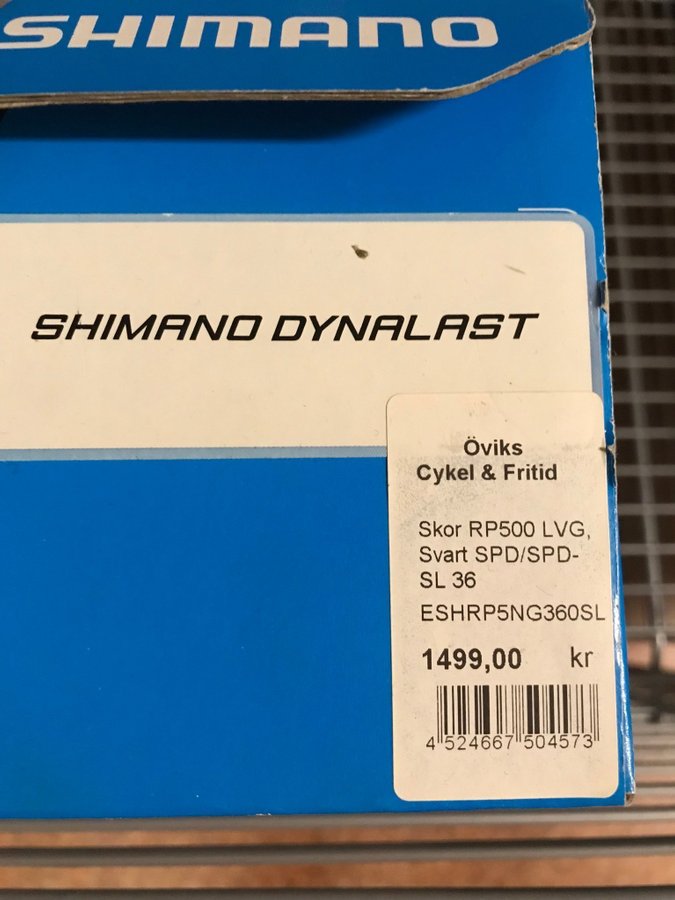 SHIMANO
SHIMANO DYNALAST
Öviks
Cykel & Fritid
Skor RP500 LVG,
Svart SPD/SPD-
SL 36
ESHRP5NG360SL
1499,00 kr
4 524667 504573